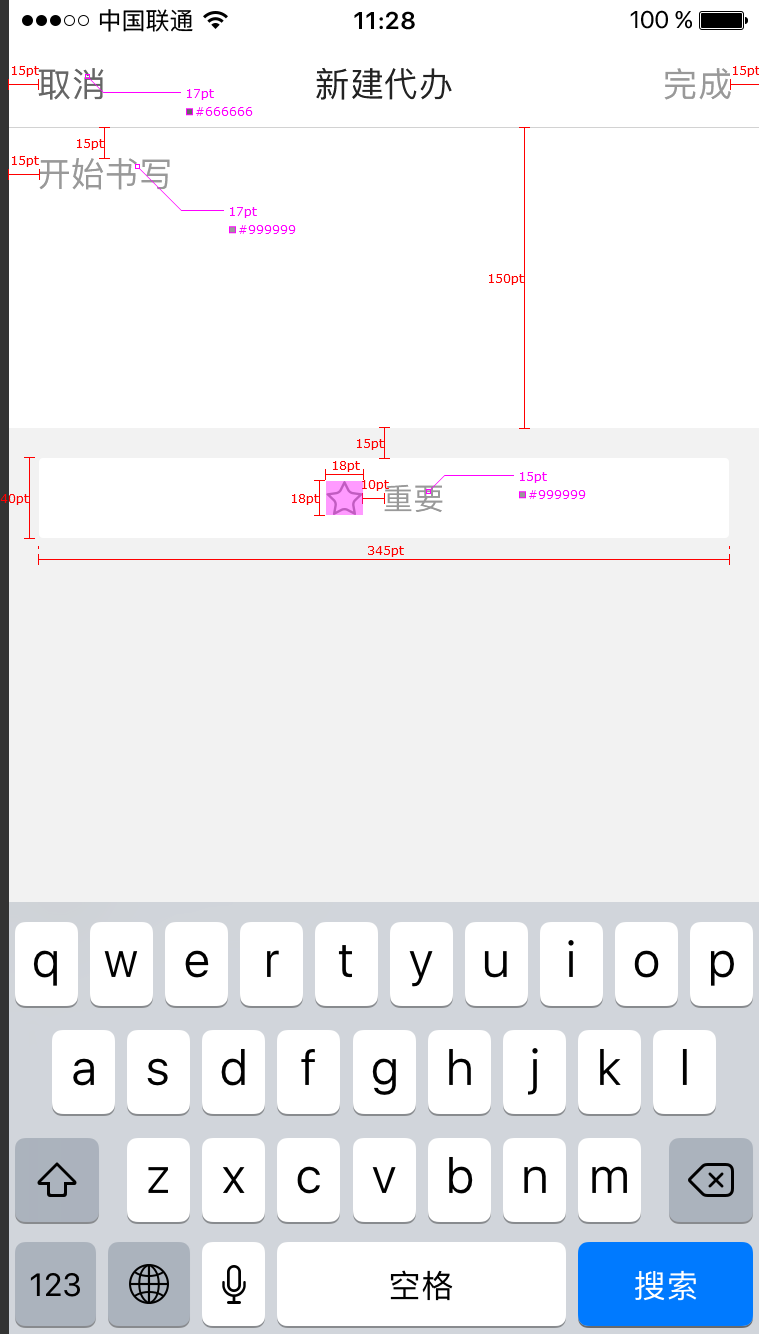 中国联通 11:28 100 %
15pt 取消 新建代办 完成 15pt
17pt
#666666
15pt
15pt 开始书写
17pt
#999999
150pt
15pt
18pt
40pt 18pt 10pt 重要 15pt
#999999
345pt
q w e r t y u i o p
a s d f g h j k l
z x c v b n m
123 空格 搜索